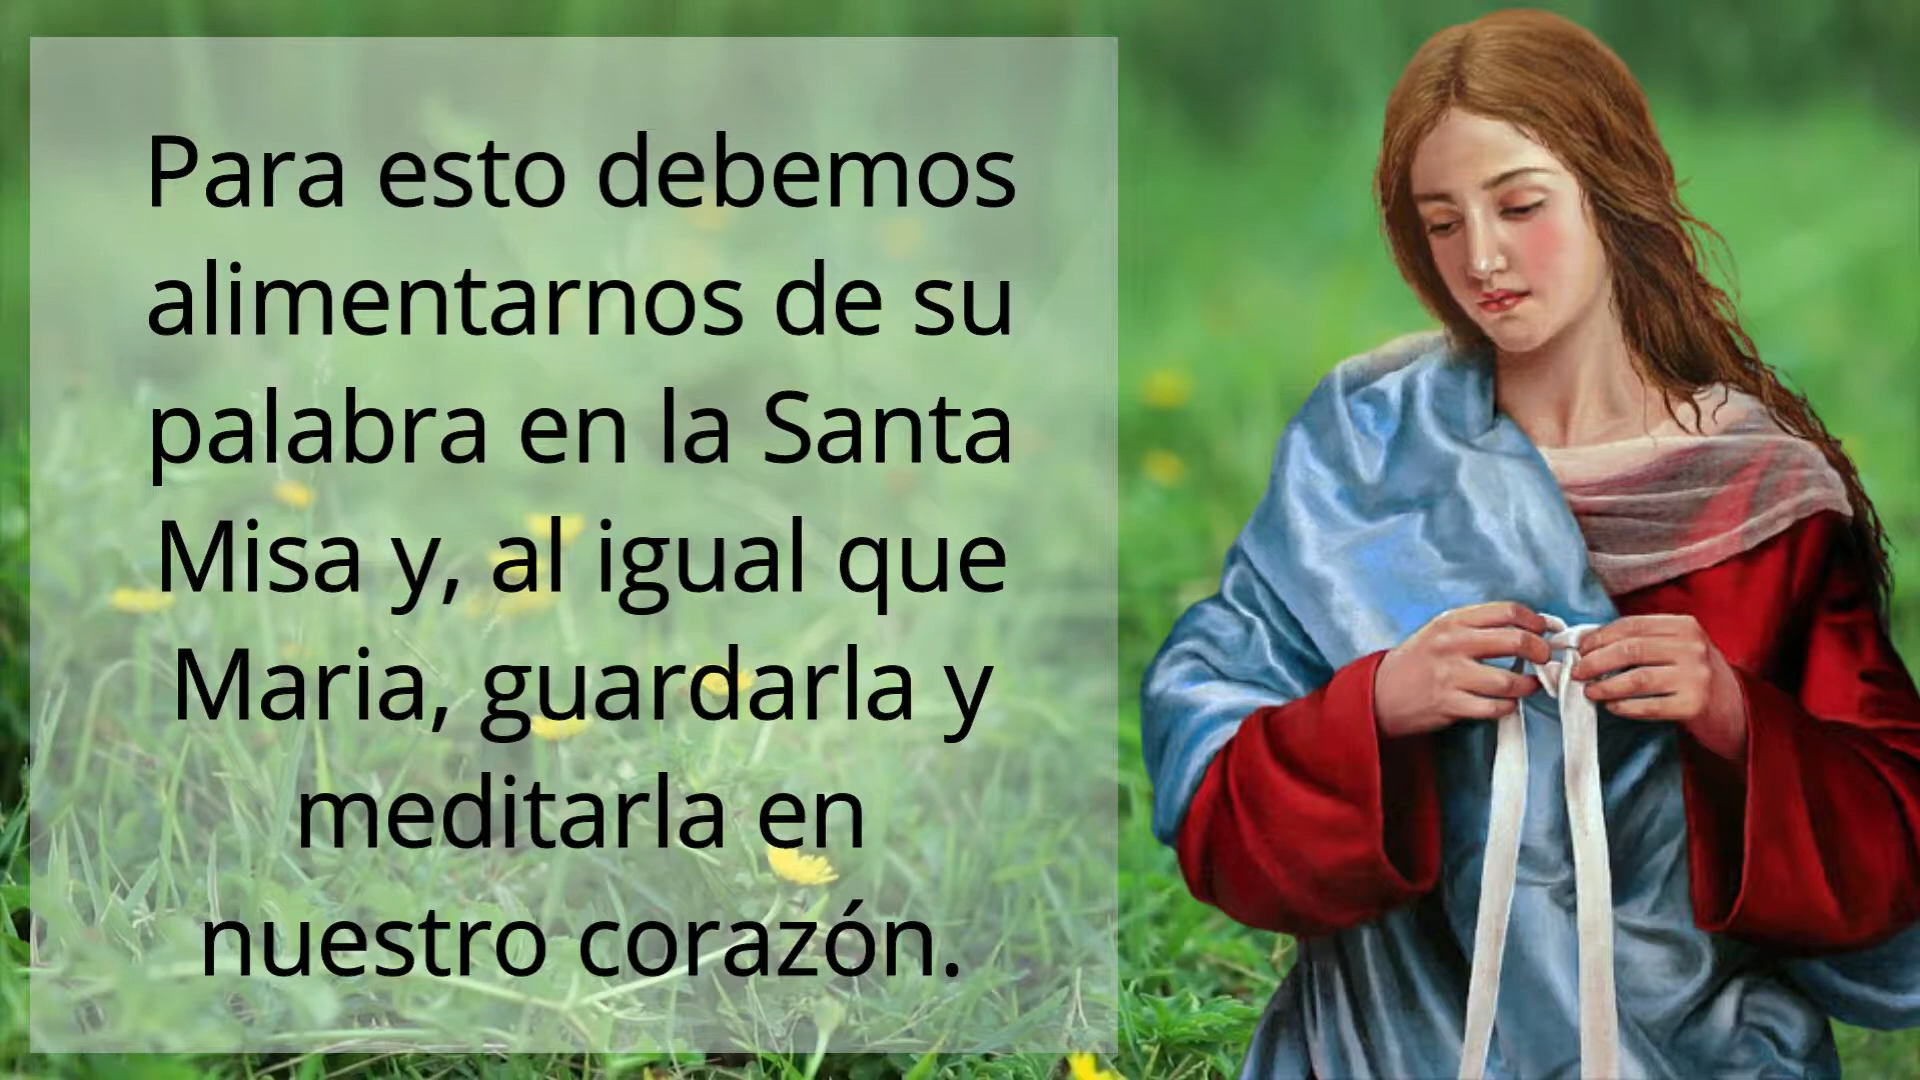 Para esto debemos
alimentarnos de su
palabra en la Santa
Misa y, al igual que
Maria, guardarla y
meditarla en
nuestro corazón.